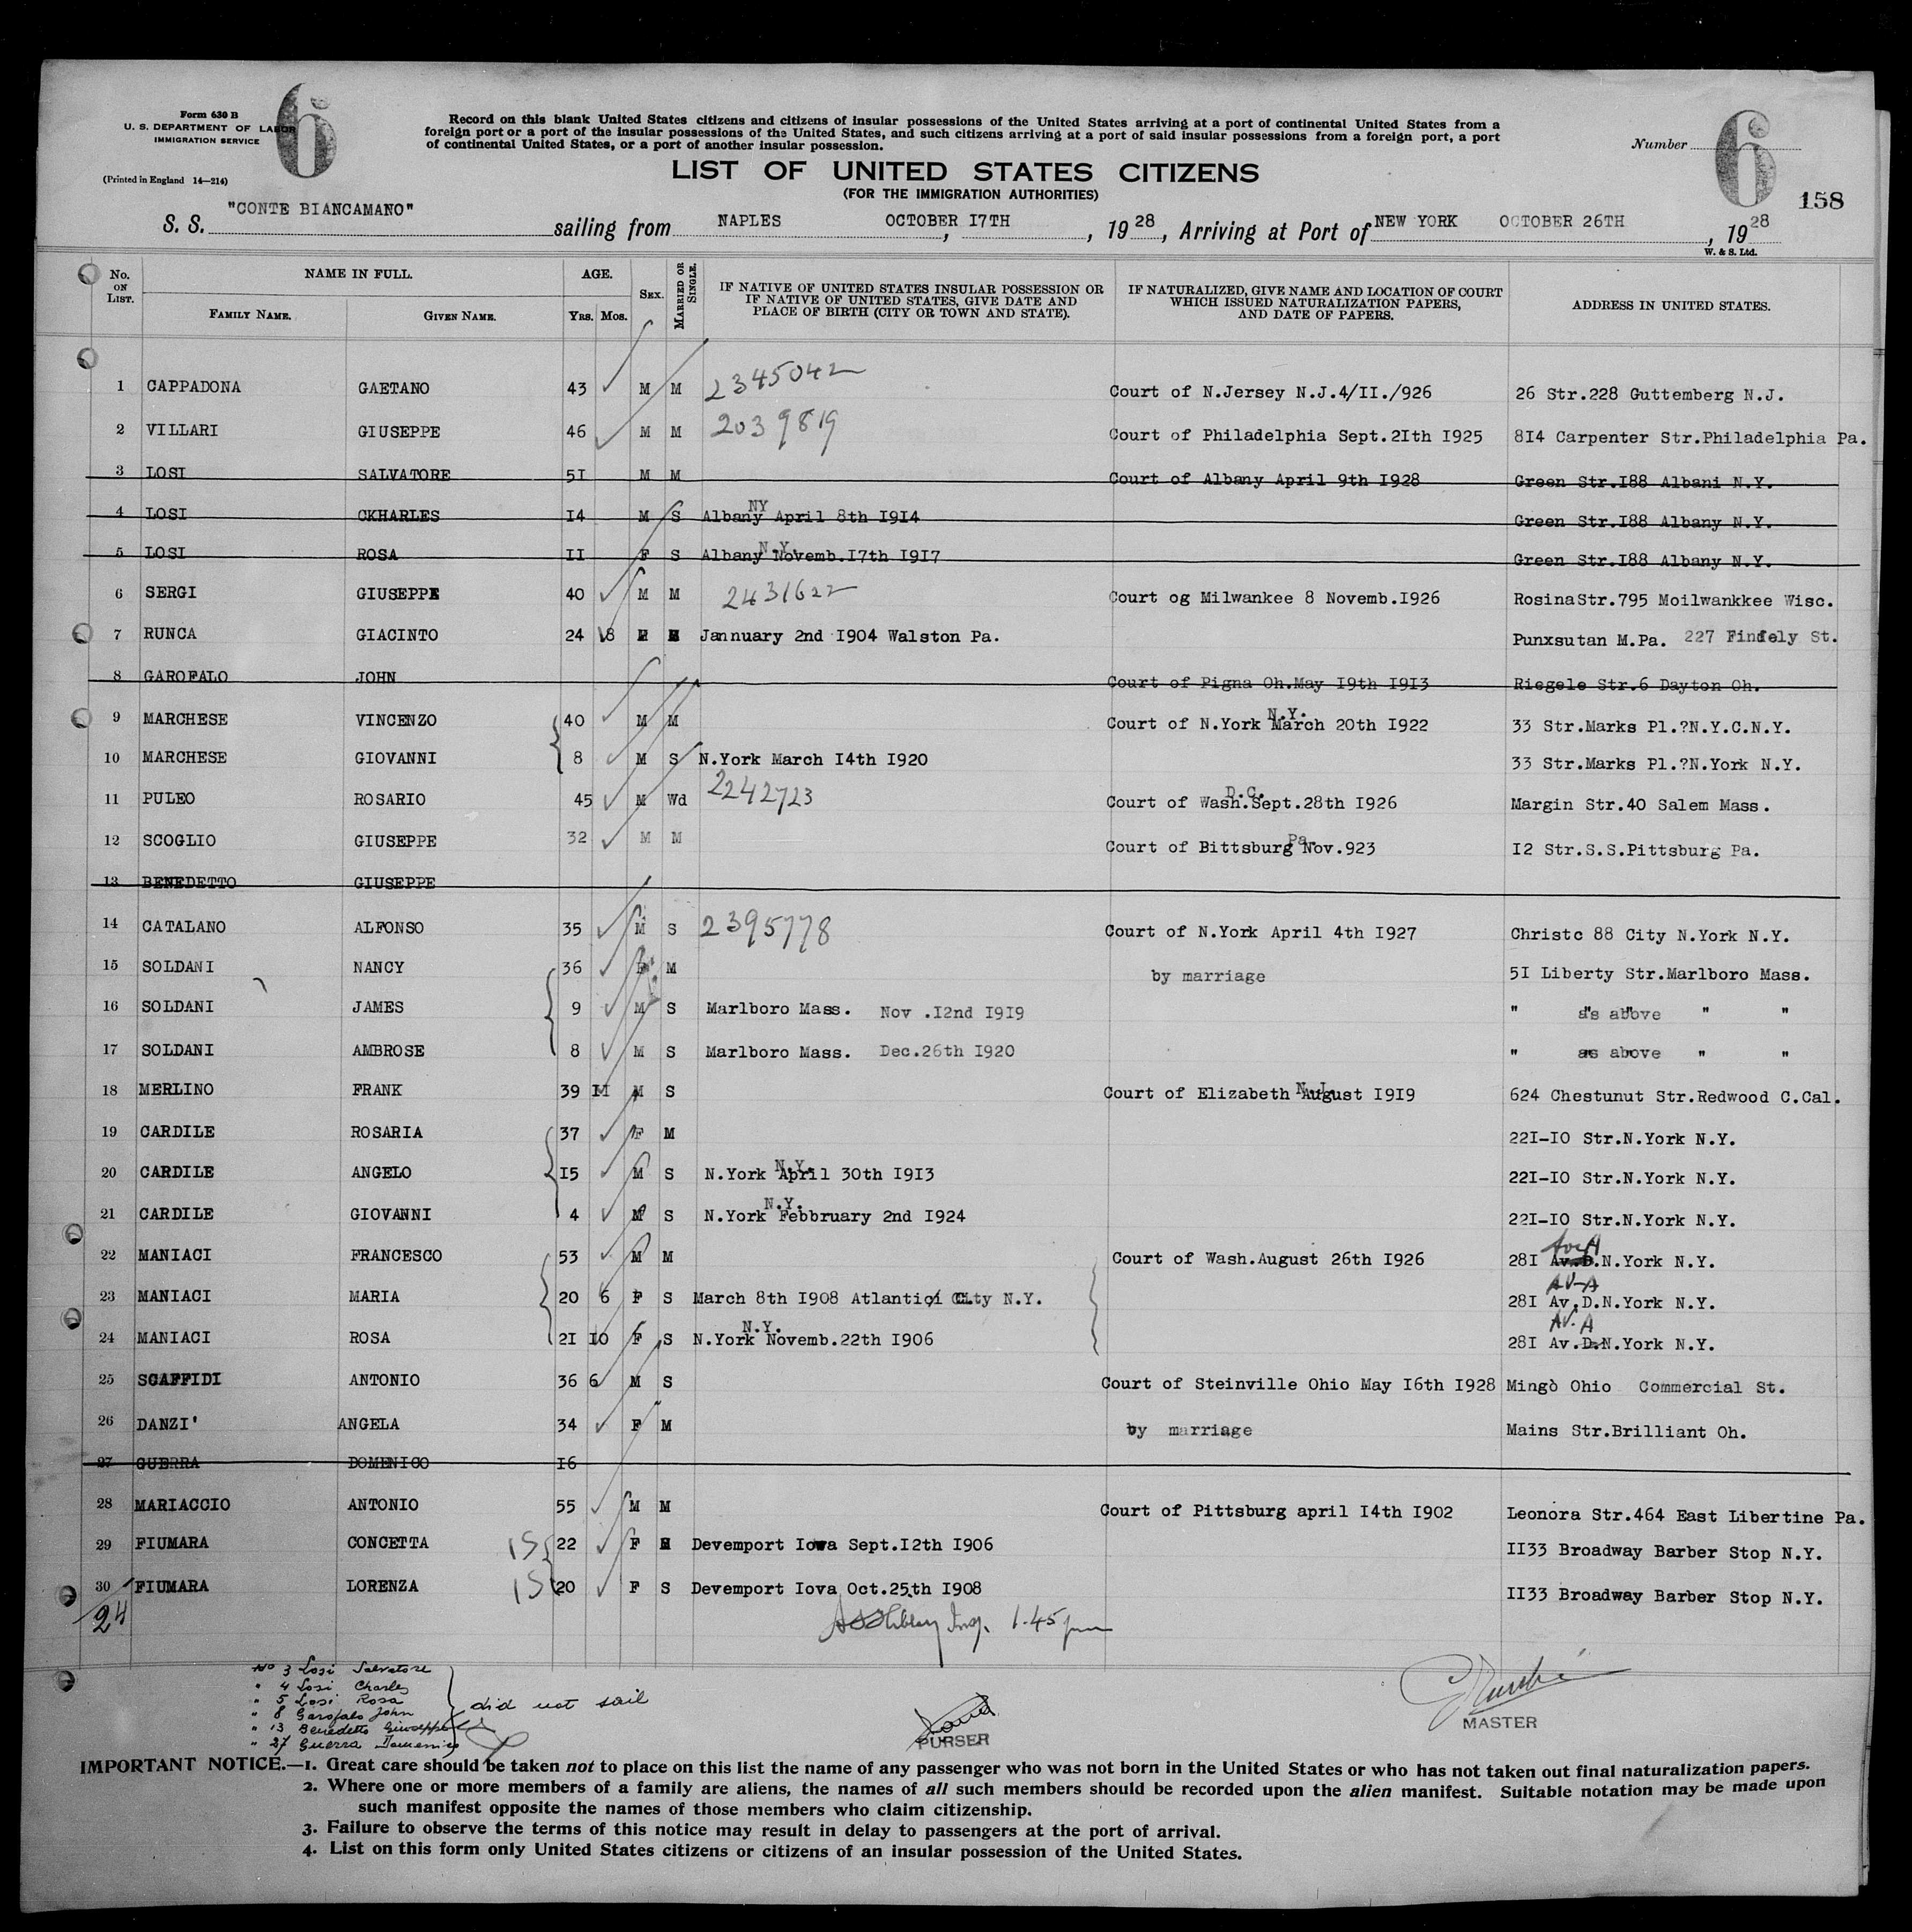 Form 630 B
U. S. DEPARTMENT OF LABOR
IMMIGRATION SERVICE
(Printed in England 14—214)
6
Record on this blank United States citizens and citizens of insular possessions of the United States arriving at a port of continental United States from a
foreign port or a port of the insular possessions of the United States, and such citizens arriving at a port of said insular possessions from a foreign port, a port
of continental United States, or a port of another insular possession.
Number
6
158
LIST OF UNITED STATES CITIZENS
(FOR THE IMMIGRATION AUTHORITIES)
S. S. "CONTE BIANCAMANO" sailing from NAPLES , OCTOBER I7TH , 19 28 , Arriving at Port of NEW YORK OCTOBER 26TH , 19 28
W. & S. Ltd.
No. ON LIST. NAME IN FULL. AGE. SEX. MARRIED OR SINGLE. IF NATIVE OF UNITED STATES INSULAR POSSESSION OR IF NATIVE OF UNITED STATES, GIVE DATE AND PLACE OF BIRTH (CITY OR TOWN AND STATE). IF NATURALIZED, GIVE NAME AND LOCATION OF COURT WHICH ISSUED NATURALIZATION PAPERS, AND DATE OF PAPERS. ADDRESS IN UNITED STATES.
FAMILY NAME. GIVEN NAME. YRS. MOS.
1 CAPPADONA GAETANO 43 M M 2345042 Court of N.Jersey N.J.4/II./926 26 Str.228 Guttemberg N.J.
2 VILLARI GIUSEPPE 46 M M 2039819 Court of Philadelphia Sept.2Ith I925 8I4 Carpenter Str.Philadelphia Pa.
3 LOSI SALVATORE 5I M M Court of Albany April 9th I928 Green Str.I88 Albani N.Y.
4 LOSI CKHARLES I4 M S Albany NY April 8th I9I4 Green Str.I88 Albany N.Y.
5 LOSI ROSA II F S Albany N.Y. Novemb.I7th I9I7 Green Str.I88 Albany N.Y.
6 SERGI GIUSEPPE 40 M M 2431622 Court og Milwankee 8 Novemb.I926 RosinaStr.795 Moilwankkee Wisc.
7 RUNCA GIACINTO 24 8 Jannuary 2nd I904 Walston Pa. Punxsutan M.Pa. 227 Findely St.
8 GAROFALO JOHN Court of Pigna Oh.May I9th I9I3 Riegele Str.6 Dayton Oh.
9 MARCHESE VINCENZO 40 M M Court of N.York N.Y. March 20th I922 33 Str.Marks Pl.?N.Y.C.N.Y.
10 MARCHESE GIOVANNI 8 M S N.York March I4th I920 33 Str.Marks Pl.?N.York N.Y.
11 PULEO ROSARIO 45 M Wd 2242723 Court of Wash. D.C. Sept.28th I926 Margin Str.40 Salem Mass.
12 SCOGLIO GIUSEPPE 32 M M Court of Bittsburg Pa. Nov.923 I2 Str.S.S.Pittsburg Pa.
13 BENEDETTO GIUSEPPE
14 CATALANO ALFONSO 35 M S 2395778 Court of N.York April 4th I927 Christc 88 City N.York N.Y.
15 SOLDANI NANCY 36 F M by marriage 5I Liberty Str.Marlboro Mass.
16 SOLDANI JAMES 9 M S Marlboro Mass. Nov .I2nd I9I9 " as above " "
17 SOLDANI AMBROSE 8 M S Marlboro Mass. Dec.26th I920 " as above " "
18 MERLINO FRANK 39 II M S Court of Elizabeth N.J. August I9I9 624 Chestunut Str.Redwood C.Cal.
19 CARDILE ROSARIA 37 F M 22I-IO Str.N.York N.Y.
20 CARDILE ANGELO I5 M S N.York N.Y. April 30th I9I3 22I-IO Str.N.York N.Y.
21 CARDILE GIOVANNI 4 M S N.York N.Y. Febbruary 2nd I924 22I-IO Str.N.York N.Y.
22 MANIACI FRANCESCO 53 M M Court of Wash.August 26th I926 28I Av.D.N.York N.Y. Ave A
23 MANIACI MARIA 20 6 F S March 8th I908 Atlantici City N.Y. 28I Av.D.N.York N.Y. AV-A
24 MANIACI ROSA 2I IO F S N.York N.Y. Novemb.22th I906 28I Av.D.N.York N.Y. AV. A
25 SCAFFIDI ANTONIO 36 6 M S Court of Steinville Ohio May I6th I928 Mingò Ohio Commercial St.
26 DANZI' ANGELA 34 F M by marriage Mains Str.Brilliant Oh.
27 GUERRA DOMENICO I6
28 MARIACCIO ANTONIO 55 M M Court of Pittsburg april I4th I902 Leonora Str.464 East Libertine Pa.
29 FIUMARA CONCETTA 15 22 F Devemport Iowa Sept.I2th I906 II33 Broadway Barber Stop N.Y.
30 FIUMARA LORENZA 15 20 F S Devemport Iova Oct.25th I908 II33 Broadway Barber Stop N.Y.
24
Insp. 1.45 pm
No 3 Losi Salvatore
" 4 Losi Charles
" 5 Losi Rosa
" 8 Garofalo John
" 13 Benedetto Giuseppe
" 27 Guerra Domenico
did not sail
PURSER
MASTER
IMPORTANT NOTICE.—1. Great care should be taken not to place on this list the name of any passenger who was not born in the United States or who has not taken out final naturalization papers.
2. Where one or more members of a family are aliens, the names of all such members should be recorded upon the alien manifest. Suitable notation may be made upon
such manifest opposite the names of those members who claim citizenship.
3. Failure to observe the terms of this notice may result in delay to passengers at the port of arrival.
4. List on this form only United States citizens or citizens of an insular possession of the United States.